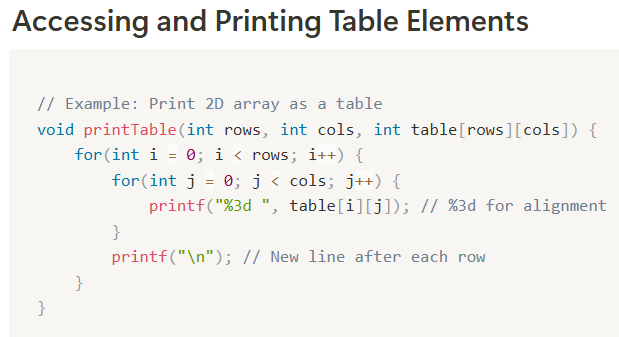 Accessing and Printing Table Elements
// Example: Print 2D array as a table
void printTable(int rows, int cols, int table[rows][cols]) {
    for(int i = 0; i < rows; i++) {
        for(int j = 0; j < cols; j++) {
            printf("%3d ", table[i][j]); // %3d for alignment
        }
        printf("\n"); // New line after each row
    }
}